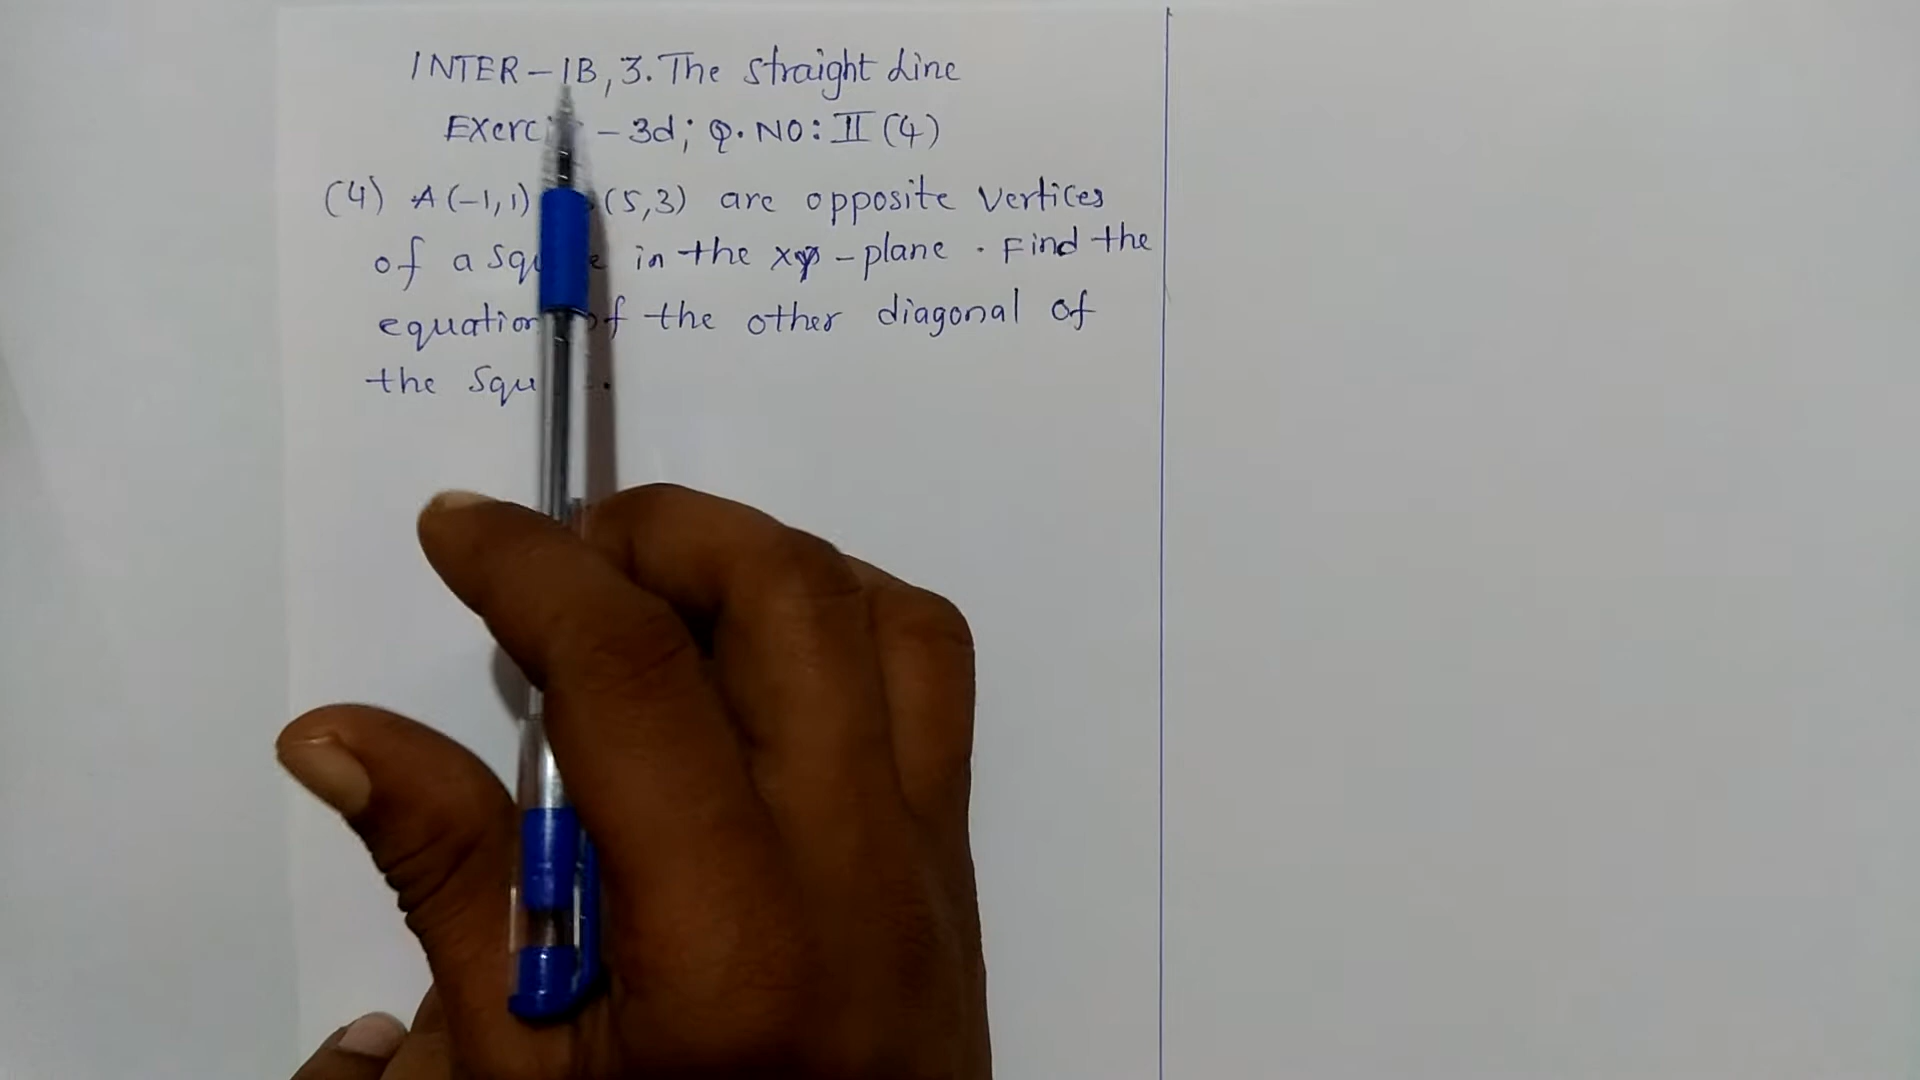 INTER - 1B, 3. The straight Line
- 3d; Q. NO: II (4)
(4) A(-1,1) (5,3) are opposite vertices
of a in the xy - plane. Find the
equation of the other diagonal of
the